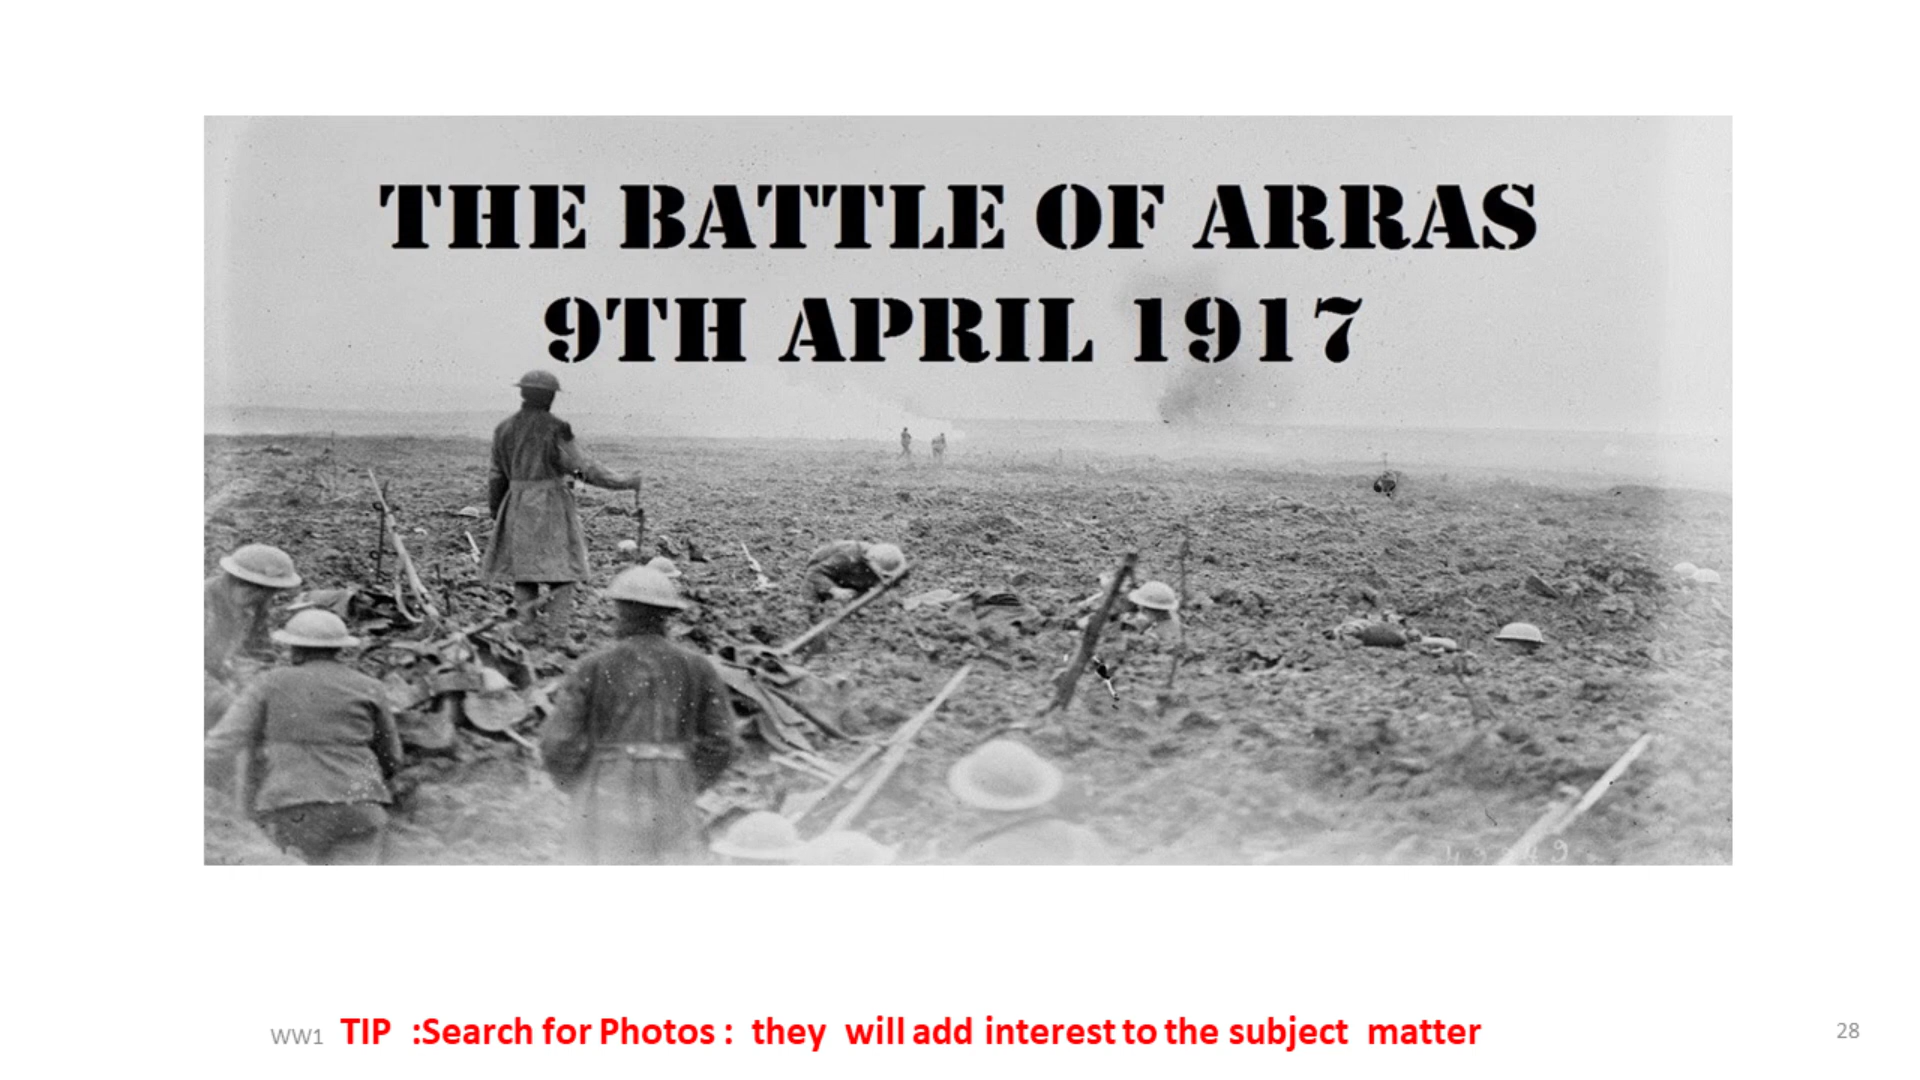 THE BATTLE OF ARRAS
9TH APRIL 1917
WW1 TIP :Search for Photos : they will add interest to the subject matter
28